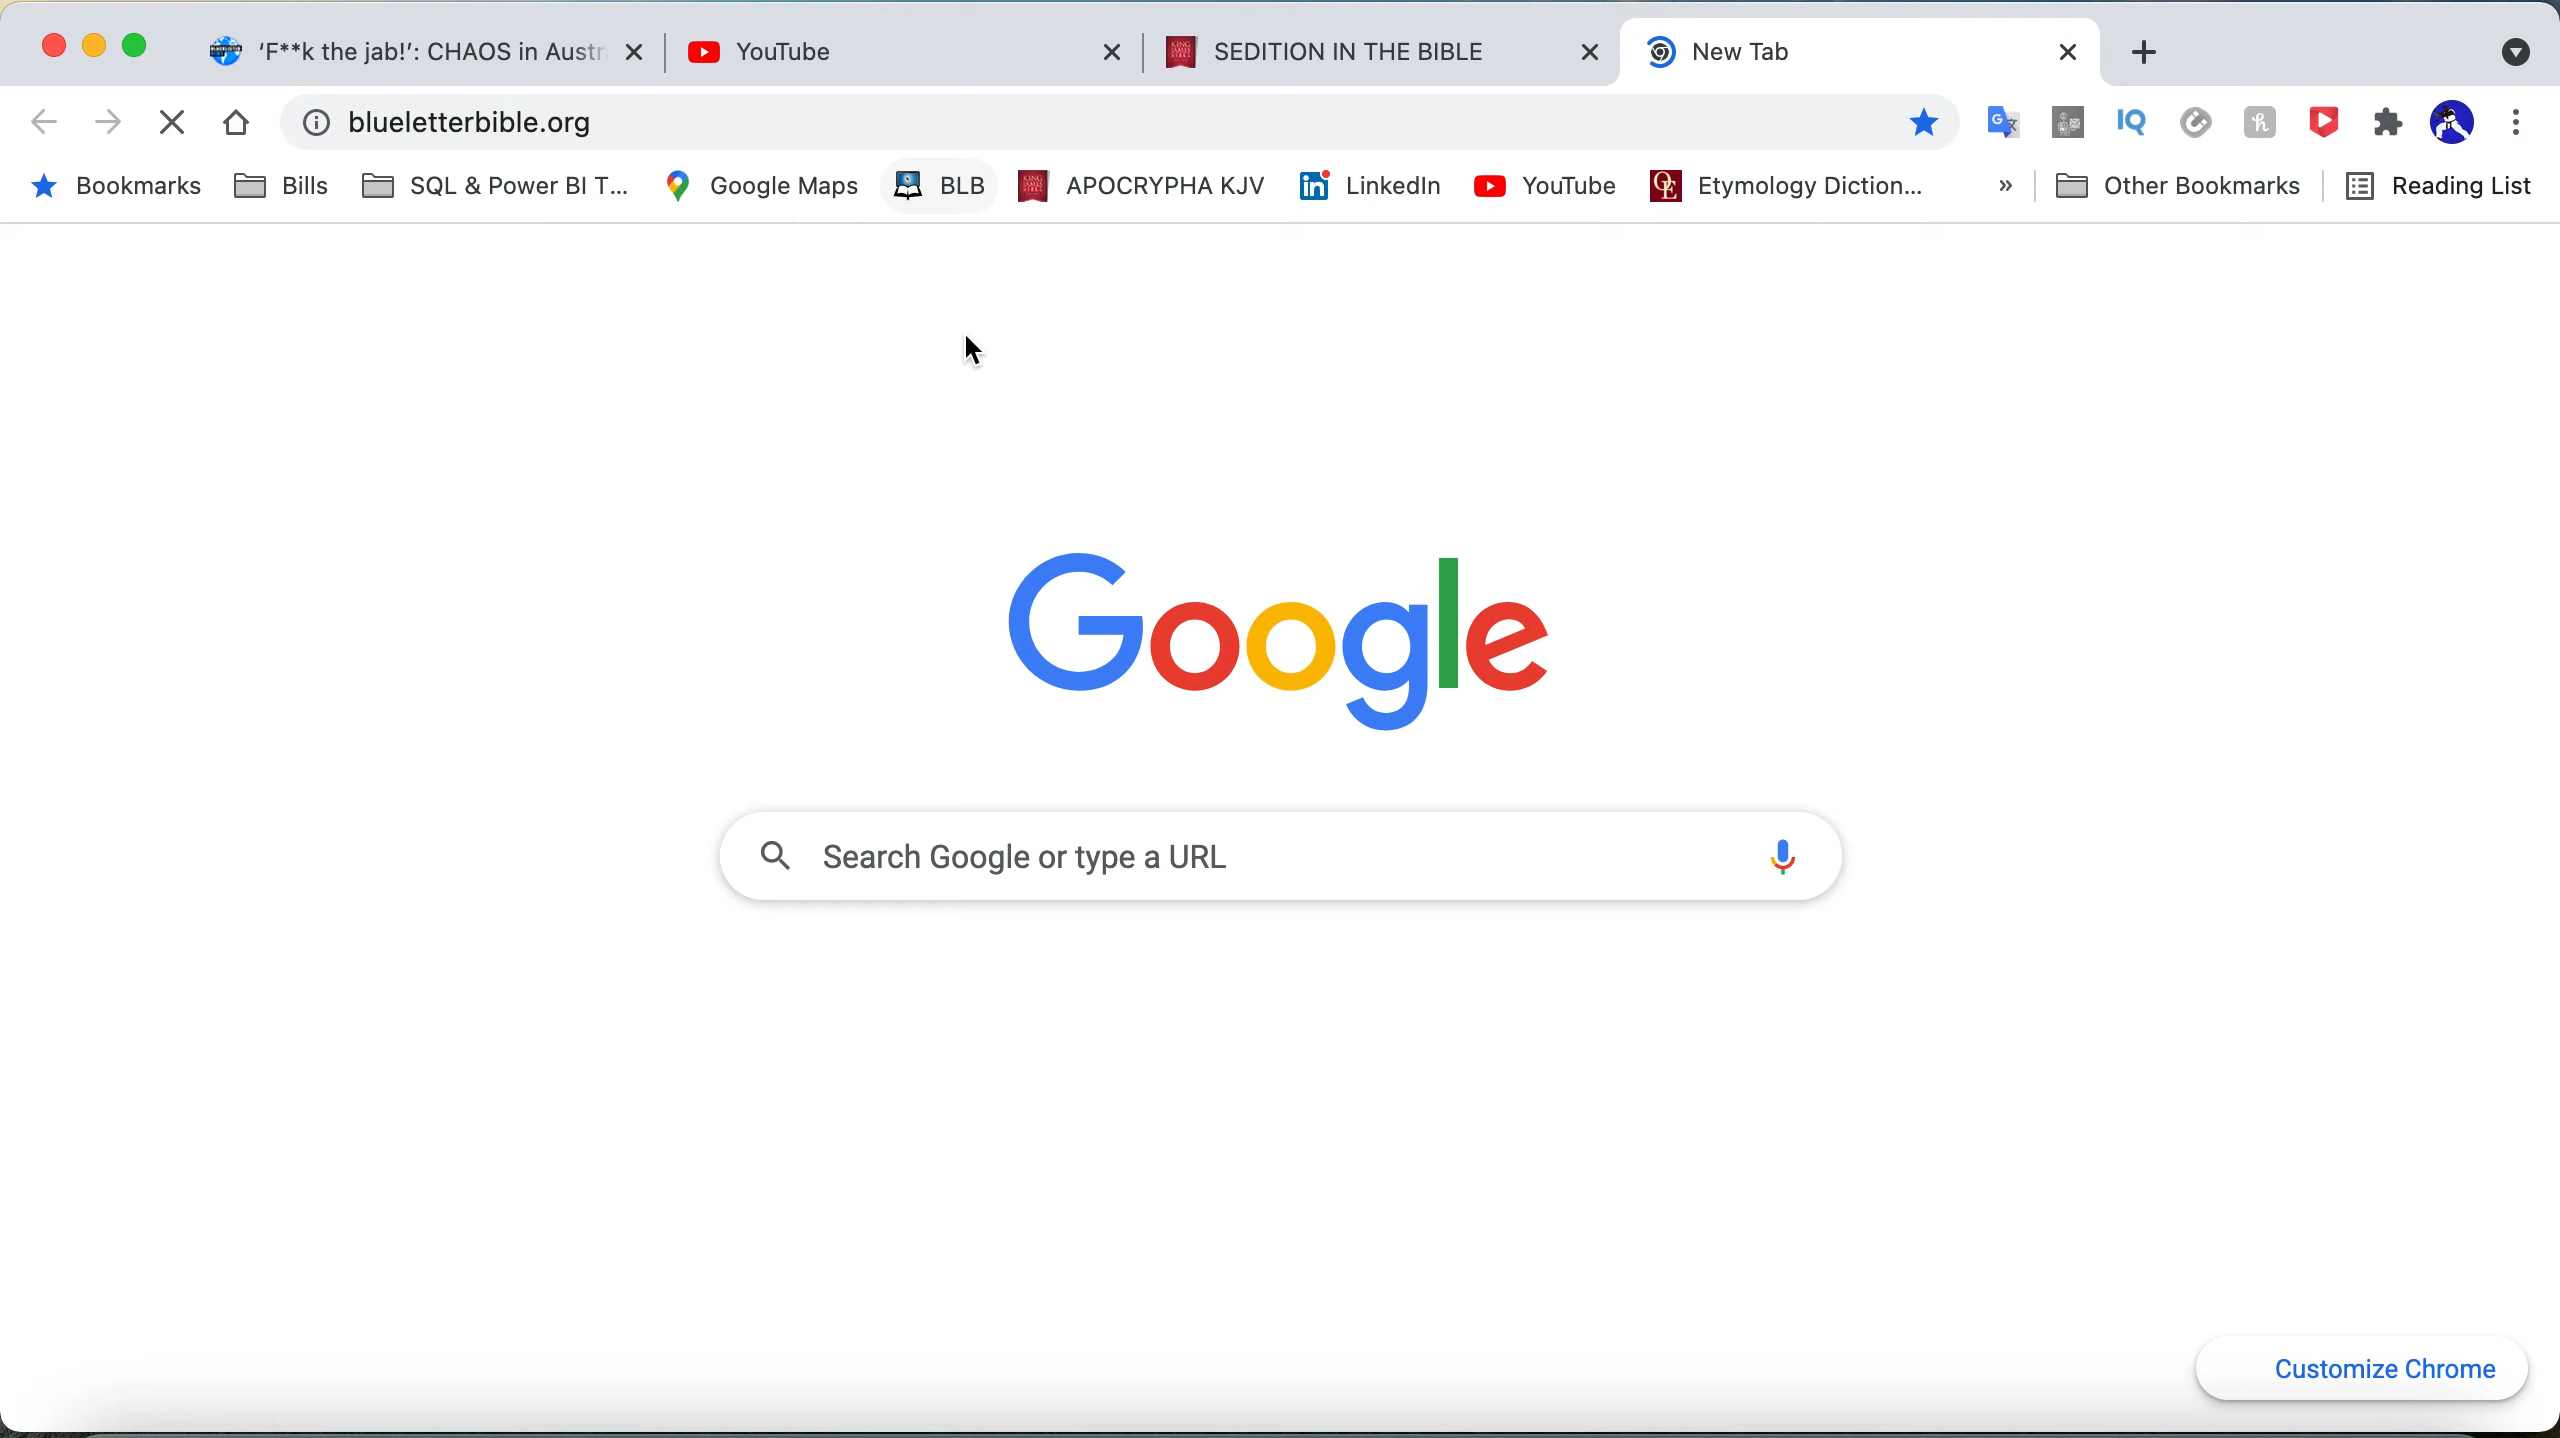 ‘F**k the jab!’: CHAOS in Austr
YouTube
SEDITION IN THE BIBLE
New Tab
blueletterbible.org
IQ
Bookmarks
Bills
SQL & Power BI T...
Google Maps
BLB
APOCRYPHA KJV
LinkedIn
YouTube
Etymology Diction...
»
Other Bookmarks
Reading List
Google
Search Google or type a URL
Customize Chrome